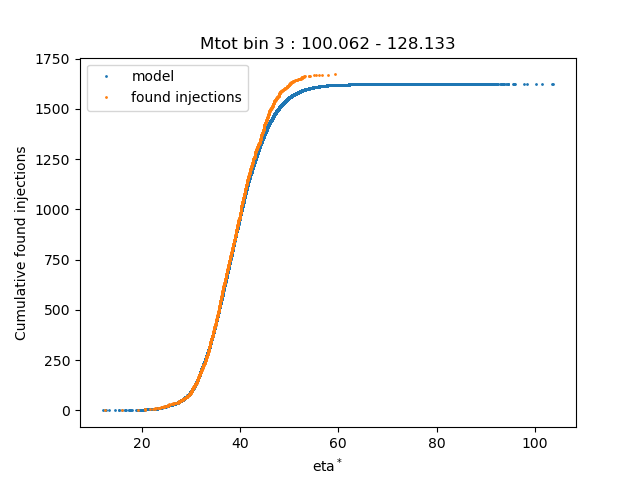 Mtot bin 3 : 100.062 - 128.133
model
found injections
Cumulative found injections
1750
1500
1250
1000
750
500
250
0
20 40 60 80 100
eta*